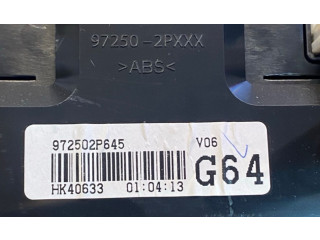 97250-2PXXX
>ABS<
972502P645
V06
HK40633 01:04:13
G64